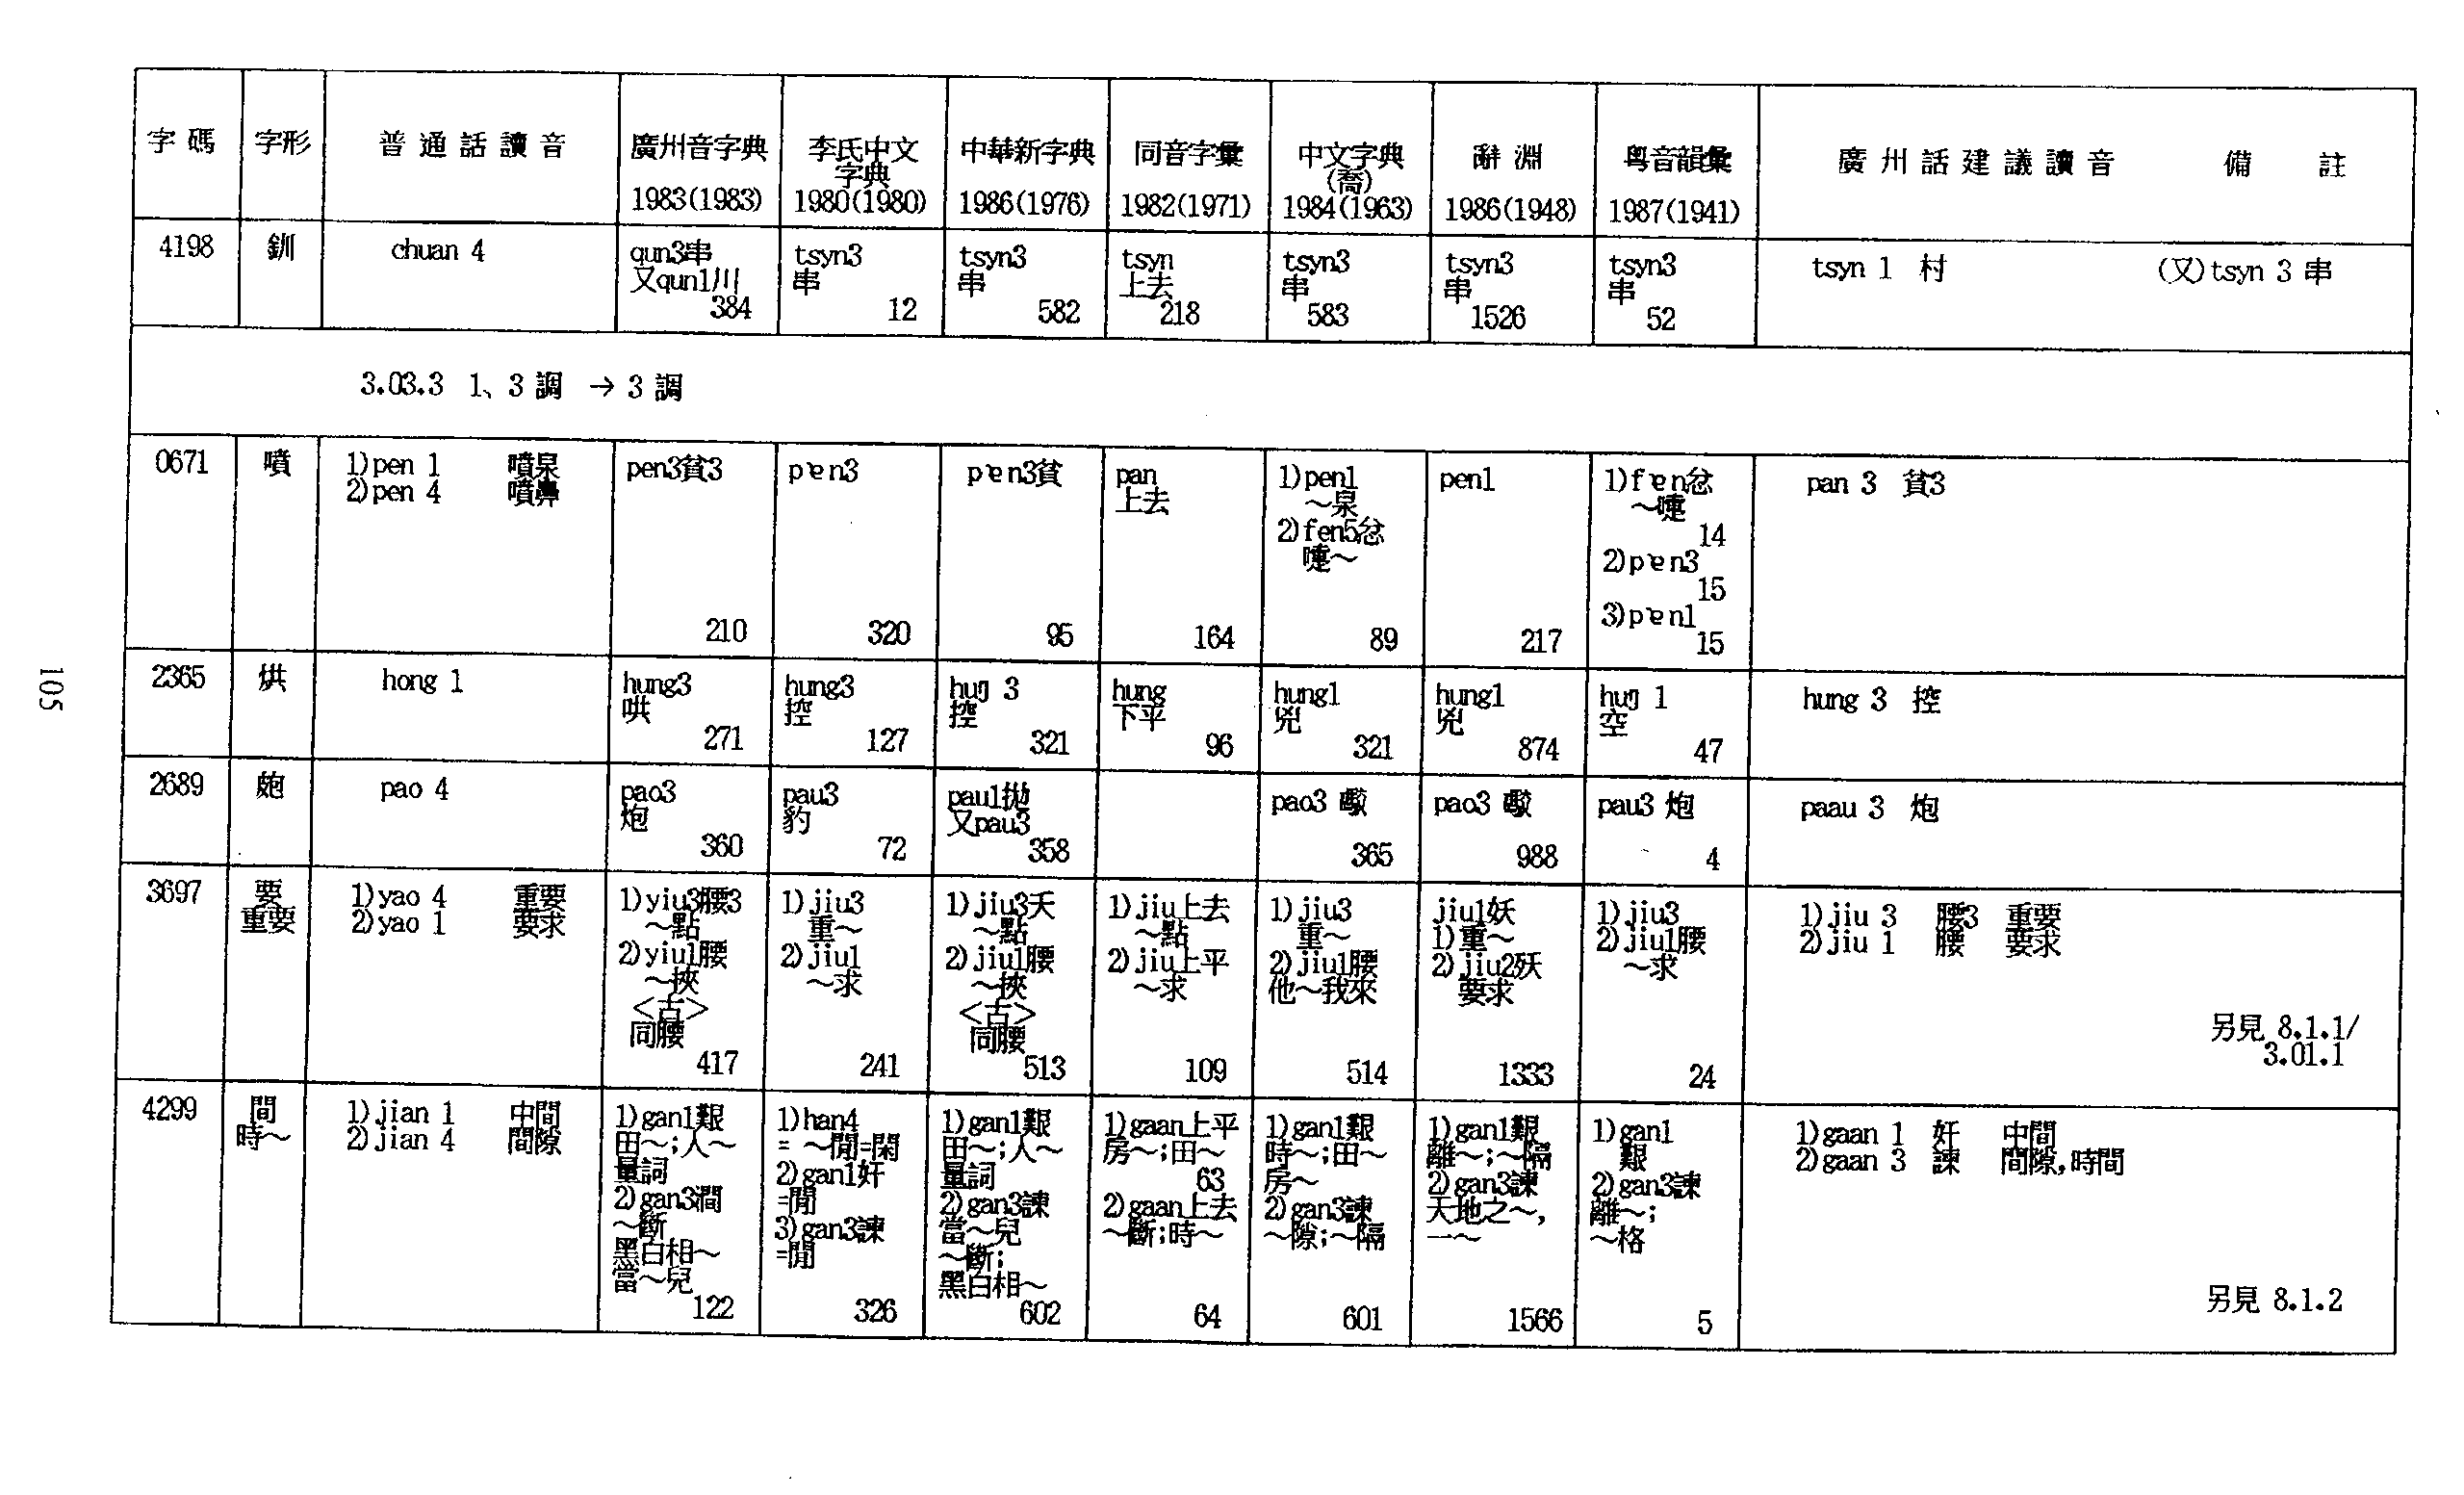 字碼 字形 普通話讀音 廣州音字典 1983(1983) 李氏中文字典 1980(1980) 中華新字典 1986(1976) 同音字彙 1982(1971) 中文字典(喬) 1984(1963) 辭淵 1986(1948) 粵音韻彙 1987(1941) 廣州話建議讀音 備註
4198 釧 chuan 4
qun3串
又qun1川
384
tsyn3
串
12
tsyn3
串
582
tsyn
上去
218
tsyn3
串
583
tsyn3
串
1526
tsyn3
串
52
tsyn 1 村 (又)tsyn 3 串
3.03.3 1、3 調 → 3 調
0671 噴
1)pen 1 噴泉
2)pen 4 噴鼻
pen3貧3
210
pɐn3
320
pɐn3貧
95
pan
上去
164
1)pen1
～泉
2)fen5忿
嚏～
89
pen1
217
1)fɐn忿
～嚏
14
2)pɐn3
15
3)pɐn1
15
pan 3 貧3
2365 烘 hong 1
hung3
哄
271
hung3
控
127
huŋ 3
控
321
hung
下平
96
hung1
兇
321
hung1
兇
874
huŋ 1
空
47
hung 3 控
2689 皰 pao 4
pao3
炮
360
pau3
豹
72
pau1拋
又pau3
358
pao3
365
pao3
988
pau3 炮
4
paau 3 炮
3697 要
重要
1)yao 4 重要
2)yao 1 要求
1)yiu3腰3
～點
2)yiu1腰
～挾
<古>
同腰
417
1)jiu3
重～
2)jiu1
～求
241
1)jiu3夭
～點
2)jiu1腰
～挾
<古>
同腰
513
1)jiu上去
～點
2)jiu上平
～求
109
1)jiu3
重～
2)jiu1腰
他～我來
514
jiu1妖
1)重～
2)jiu2殀
要求
1333
1)jiu3
2)jiu1腰
～求
24
1)jiu 3 腰3 重要
2)jiu 1 腰 要求
另見 8.1.1/
3.01.1
4299 間
時～
1)jian 1 中間
2)jian 4 間隙
1)gan1艱
田～;人～
量詞
2)gan3澗
～斷
黑白相～
當～兒
122
1)han4
= ～閒=閑
2)gan1奸
=閒
3)gan3諫
=閒
326
1)gan1艱
田～;人～
量詞
2)gan3諫
當～兒
～斷;
黑白相～
602
1)gaan上平
房～;田～
63
2)gaan上去
～斷;時～
64
1)gan1艱
時～;田～
房～
2)gan3諫
～隙;～隔
601
1)gan1艱
離～;～隔
2)gan3諫
天地之～,
一～
1566
1)gan1
艱
2)gan3諫
離～;
～格
5
1)gaan 1 奸 中間
2)gaan 3 諫 間隙,時間
另見 8.1.2
105